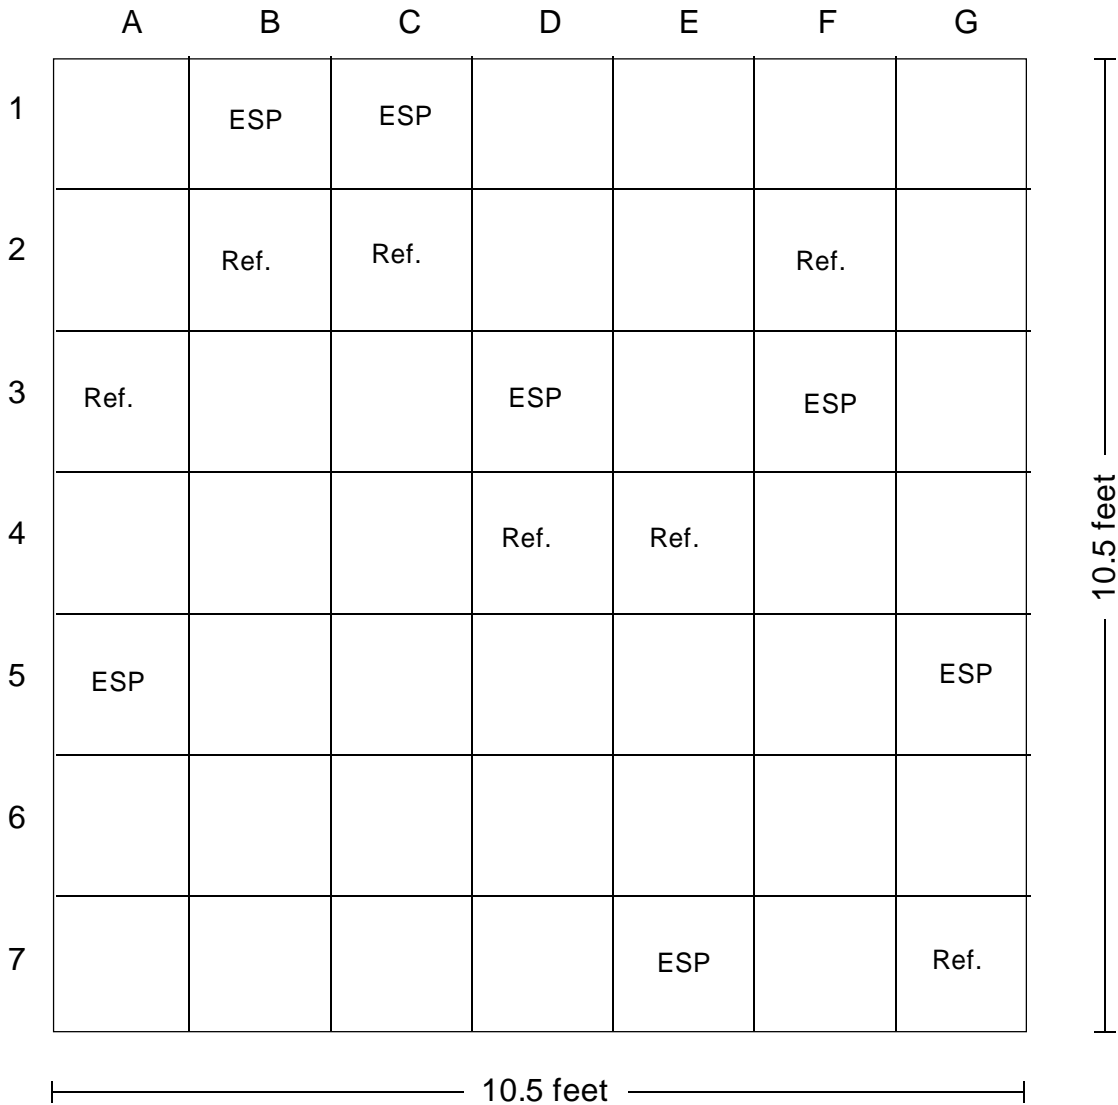 A B C D E F G
1 ESP ESP
2 Ref. Ref. Ref.
3 Ref. ESP ESP
4 Ref. Ref.
5 ESP ESP
6
7 ESP Ref.
10.5 feet
10.5 feet